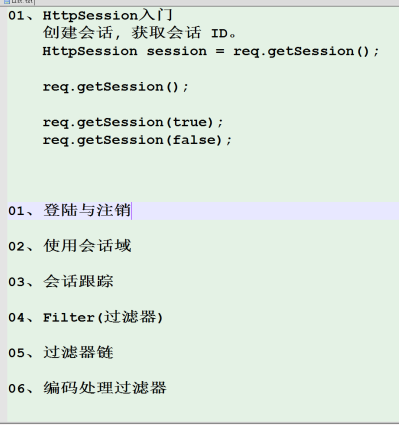 01、HttpSession入门
创建会话，获取会话 ID。
HttpSession session = req.getSession();
req.getSession();
req.getSession(true);
req.getSession(false);
01、登陆与注销
02、使用会话域
03、会话跟踪
04、Filter(过滤器)
05、过滤器链
06、编码处理过滤器